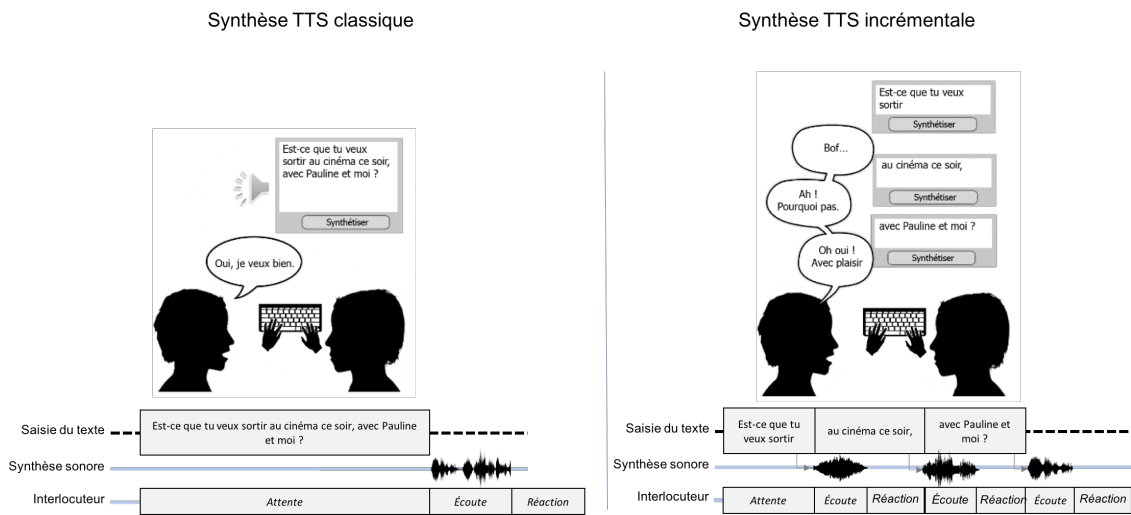 Synthèse TTS classique
Est-ce que tu veux
sortir au cinéma ce soir,
avec Pauline et moi ?
Synthétiser
Oui, je veux bien.
Saisie du texte
Est-ce que tu veux sortir au cinéma ce soir, avec Pauline
et moi ?
Synthèse sonore
Interlocuteur
Attente
Écoute
Réaction
Synthèse TTS incrémentale
Est-ce que tu veux
sortir
Synthétiser
Bof...
au cinéma ce soir,
Synthétiser
Ah !
Pourquoi pas.
avec Pauline et moi ?
Synthétiser
Oh oui !
Avec plaisir
Saisie du texte
Est-ce que tu
veux sortir
au cinéma ce soir,
avec Pauline et
moi ?
Synthèse sonore
Interlocuteur
Attente
Écoute
Réaction
Écoute
Réaction
Écoute
Réaction